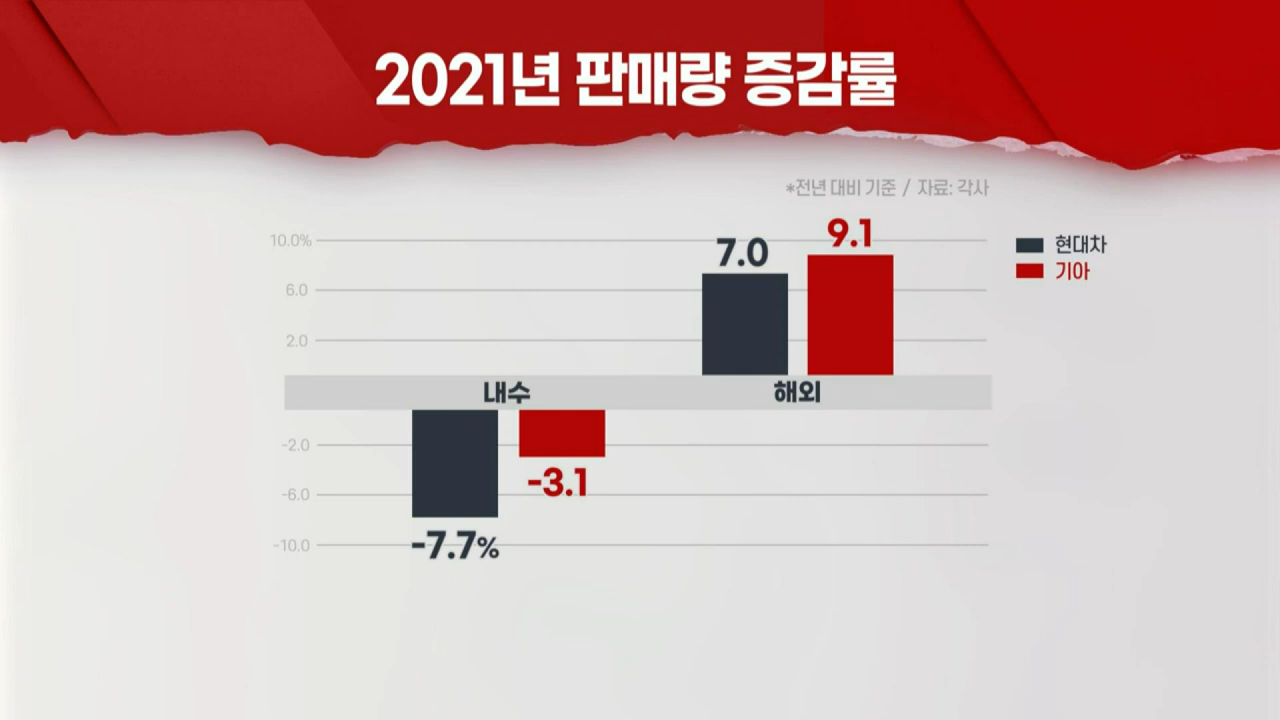 2021년 판매량 증감률
*전년 대비 기준 / 자료: 각사
10.0%
7.0
9.1
현대차
기아
6.0
2.0
내수
해외
-2.0
-3.1
-6.0
-7.7%
-10.0